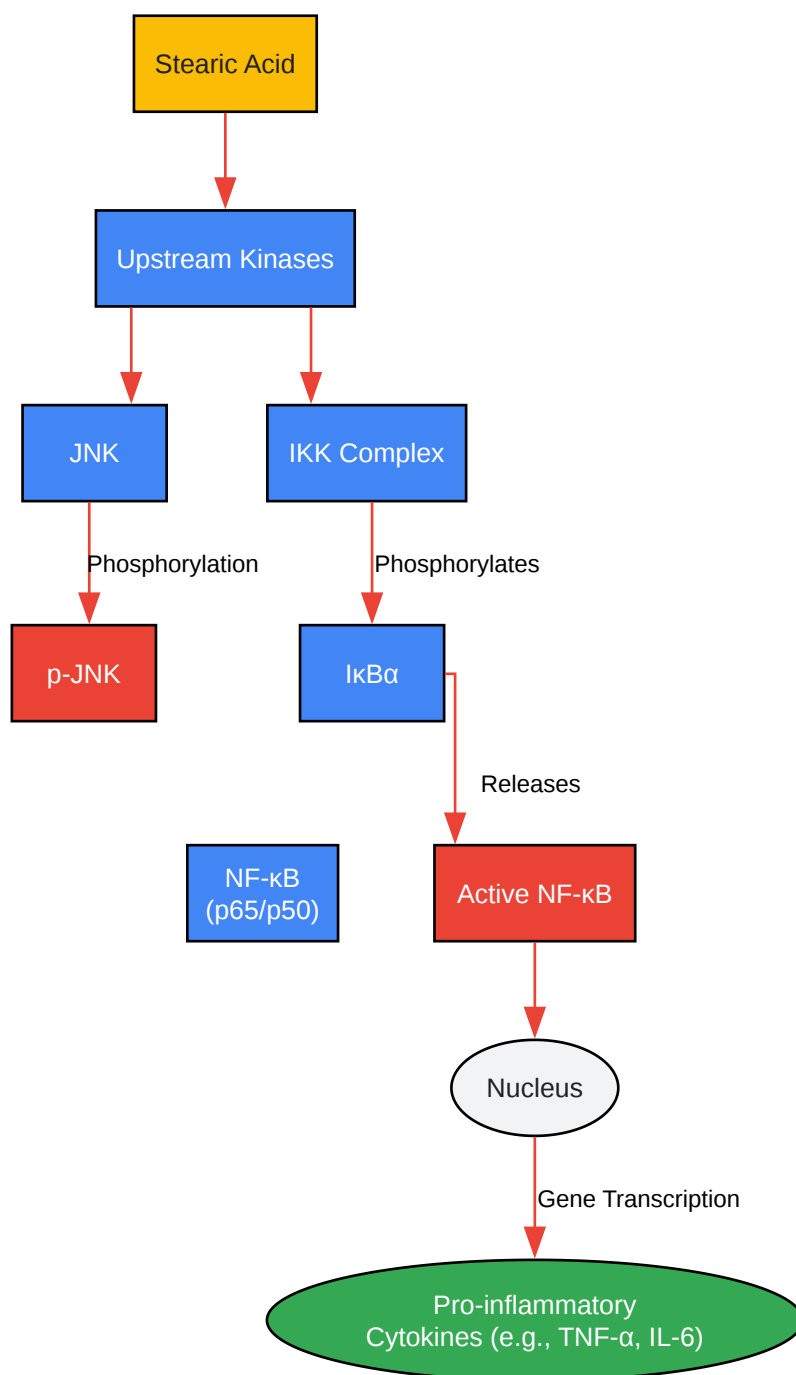 Stearic Acid
Upstream Kinases
JNK
IKK Complex
Phosphorylation
Phosphorylates
p-JNK
IκBα
Releases
NF-κB
(p65/p50)
Active NF-κB
Nucleus
Gene Transcription
Pro-inflammatory
Cytokines (e.g., TNF-α, IL-6)